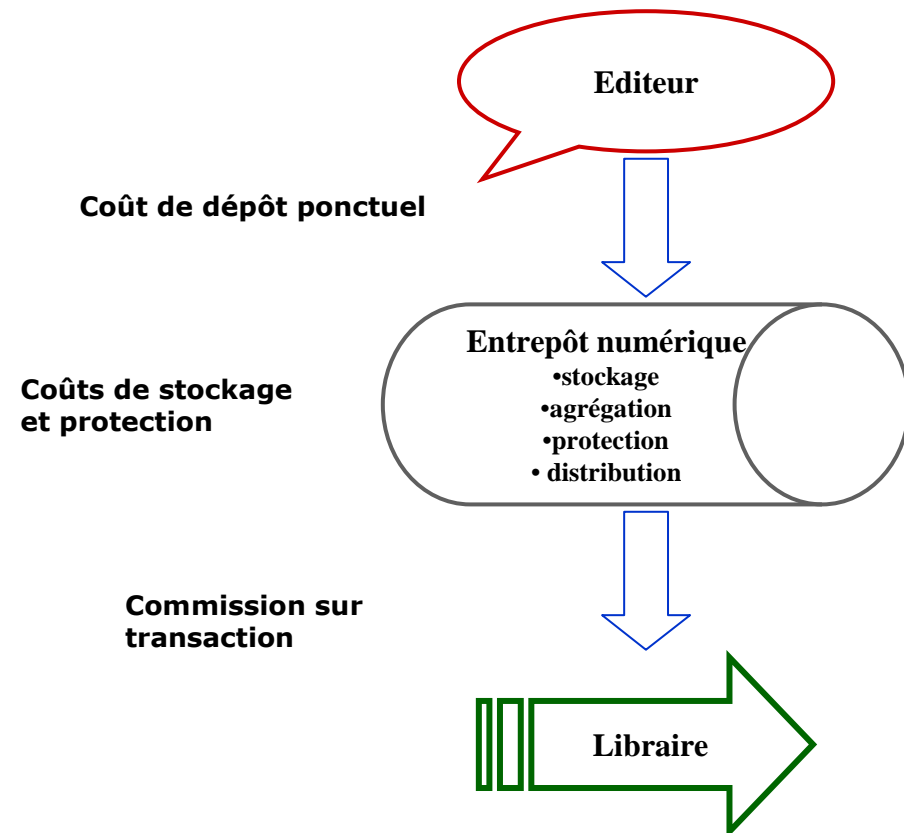 Editeur
Coût de dépôt ponctuel
Entrepôt numérique
•stockage
•agrégation
•protection
• distribution
Coûts de stockage
et protection
Commission sur
transaction
Libraire